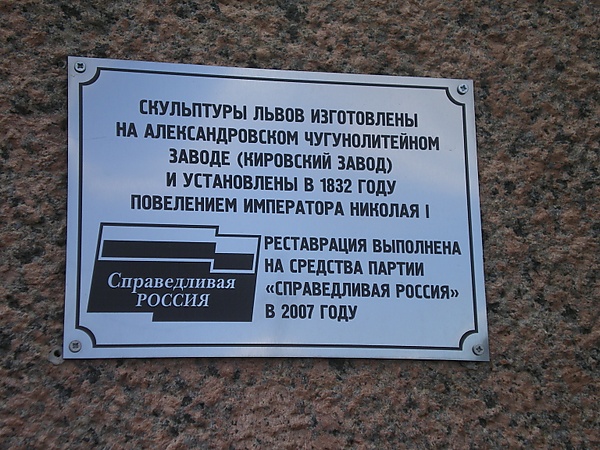 СКУЛЬПТУРЫ ЛЬВОВ ИЗГОТОВЛЕНЫ
НА АЛЕКСАНДРОВСКОМ ЧУГУНОЛИТЕЙНОМ
ЗАВОДЕ (КИРОВСКИЙ ЗАВОД)
И УСТАНОВЛЕНЫ В 1832 ГОДУ
ПОВЕЛЕНИЕМ ИМПЕРАТОРА НИКОЛАЯ I
Справедливая
РОССИЯ
РЕСТАВРАЦИЯ ВЫПОЛНЕНА
НА СРЕДСТВА ПАРТИИ
«СПРАВЕДЛИВАЯ РОССИЯ»
В 2007 ГОДУ